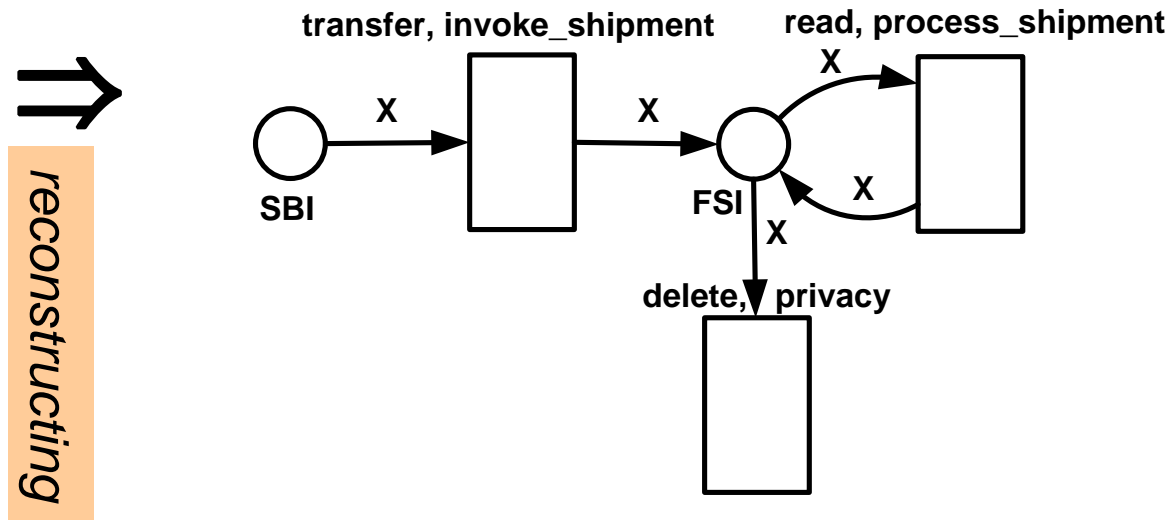 transfer, invoke_shipment
read, process_shipment
⇒
X
X
X
X
SBI
FSI
X
delete, privacy
reconstructing